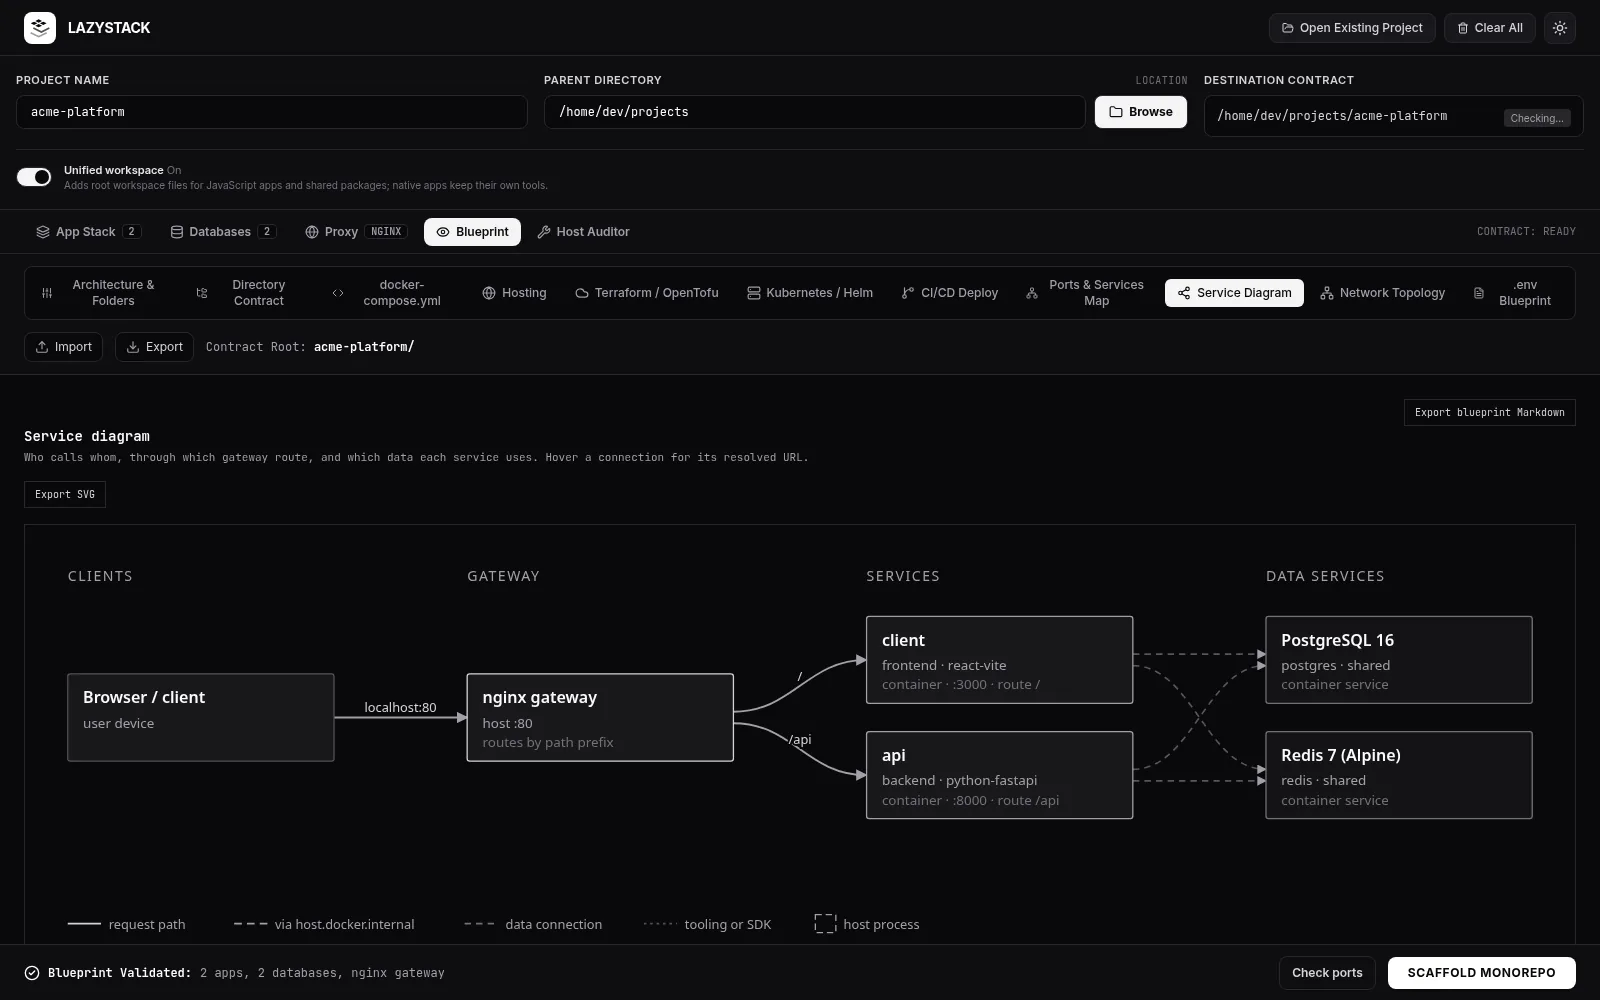 LAZYSTACK
Open Existing Project
Clear All
PROJECT NAME
PARENT DIRECTORY
LOCATION
DESTINATION CONTRACT
acme-platform
/home/dev/projects
Browse
/home/dev/projects/acme-platform
Checking...
Unified workspace On
Adds root workspace files for JavaScript apps and shared packages; native apps keep their own tools.
App Stack 2
Databases 2
Proxy NGINX
Blueprint
Host Auditor
CONTRACT: READY
Architecture &
Folders
Directory
Contract
docker-
compose.yml
Hosting
Terraform / OpenTofu
Kubernetes / Helm
CI/CD Deploy
Ports & Services
Map
Service Diagram
Network Topology
.env
Blueprint
Import
Export
Contract Root: acme-platform/
Export blueprint Markdown
Service diagram
Who calls whom, through which gateway route, and which data each service uses. Hover a connection for its resolved URL.
Export SVG
CLIENTS
GATEWAY
SERVICES
DATA SERVICES
Browser / client
user device
localhost:80
nginx gateway
host :80
routes by path prefix
/
/api
client
frontend · react-vite
container · :3000 · route /
api
backend · python-fastapi
container · :8000 · route /api
PostgreSQL 16
postgres · shared
container service
Redis 7 (Alpine)
redis · shared
container service
request path
via host.docker.internal
data connection
tooling or SDK
host process
Blueprint Validated: 2 apps, 2 databases, nginx gateway
Check ports
SCAFFOLD MONOREPO